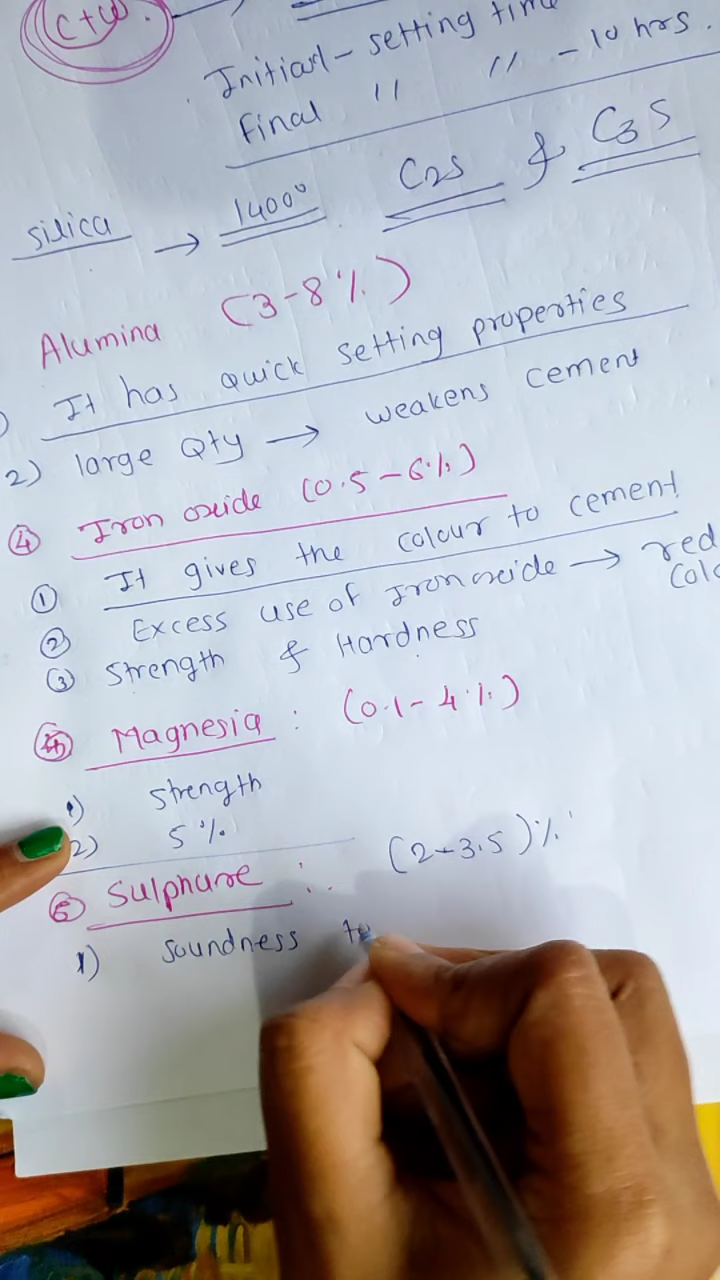 C+W
Initial - setting time
Final " " - 10 hrs.
silica → 1400° C2S & C3S
Alumina (3-8%)
) It has quick setting properties
2) large Qty → weakens cement
④ Iron oxide (0.5-6%)
① It gives the colour to cement
② Excess use of Iron oxide → red
③ Strength & Hardness
Magnesia : (0.1-4%)
1) Strength
2) 5%
Sulphure : (2-3.5)%
1) Soundness to